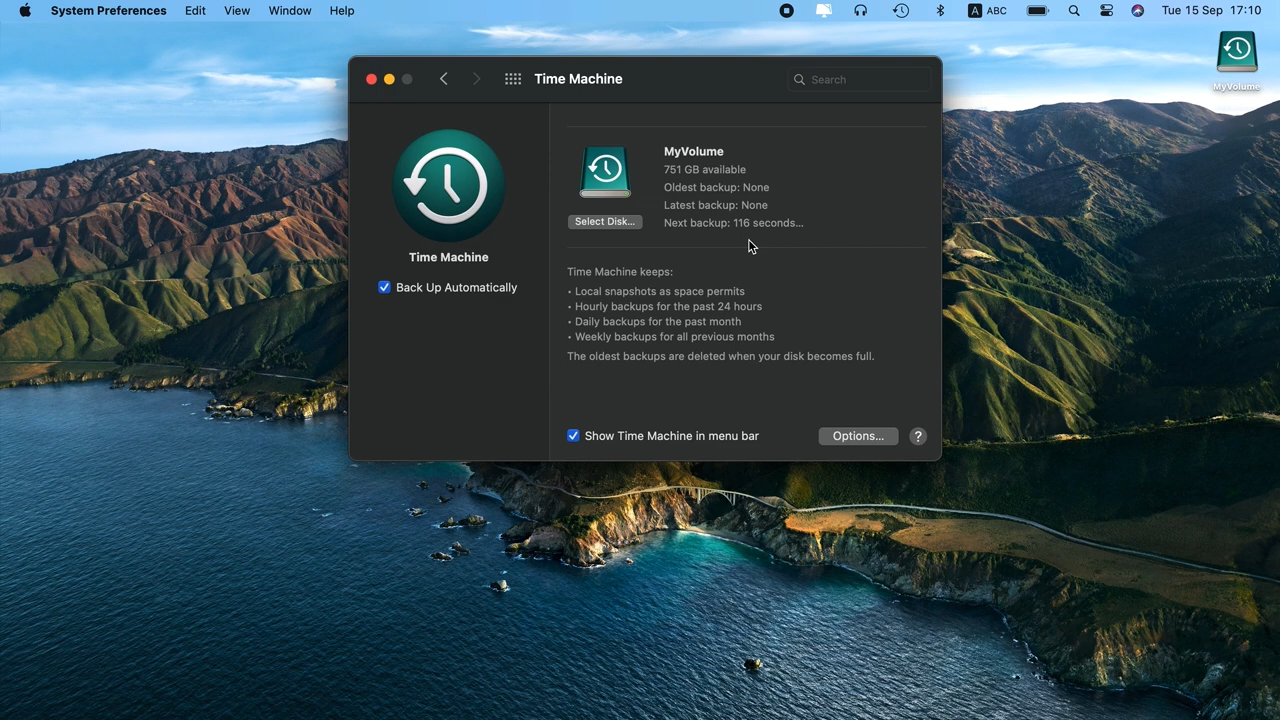 System Preferences Edit View Window Help
A ABC Tue 15 Sep 17:10
MyVolume
Time Machine
Search
Time Machine
Back Up Automatically
MyVolume
751 GB available
Oldest backup: None
Latest backup: None
Next backup: 116 seconds...
Select Disk...
Time Machine keeps:
• Local snapshots as space permits
• Hourly backups for the past 24 hours
• Daily backups for the past month
• Weekly backups for all previous months
The oldest backups are deleted when your disk becomes full.
Show Time Machine in menu bar
Options... ?